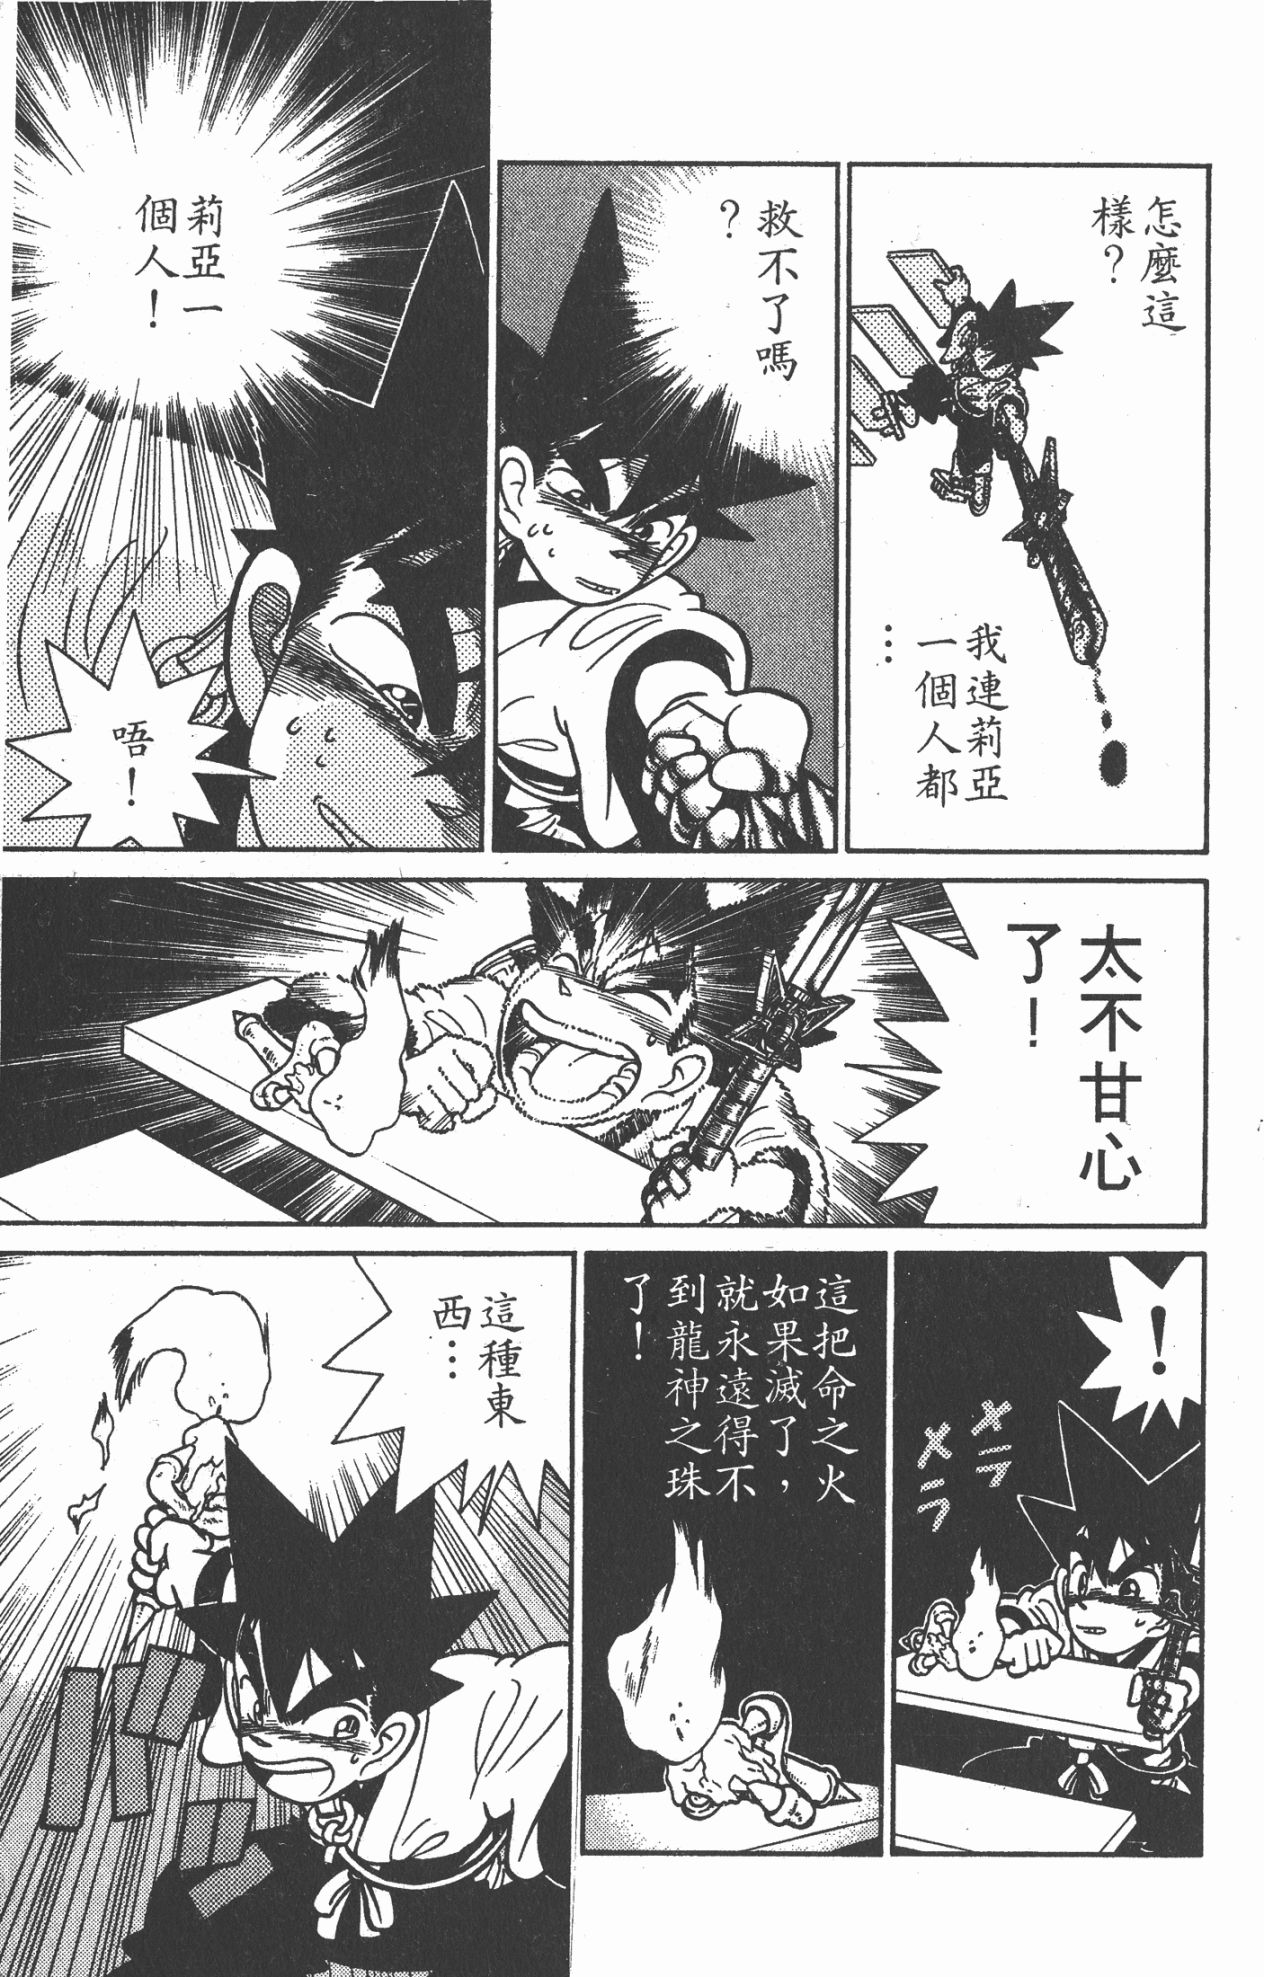 怎麼這
樣？
我連莉亞
一個人都
…
救不了嗎
？
莉亞一
個人！
唔！
太不甘心
了！
！
メラ
メラ
這把命之火
如果滅了，
就永遠得不
到龍神之珠
了！
這種東
西…